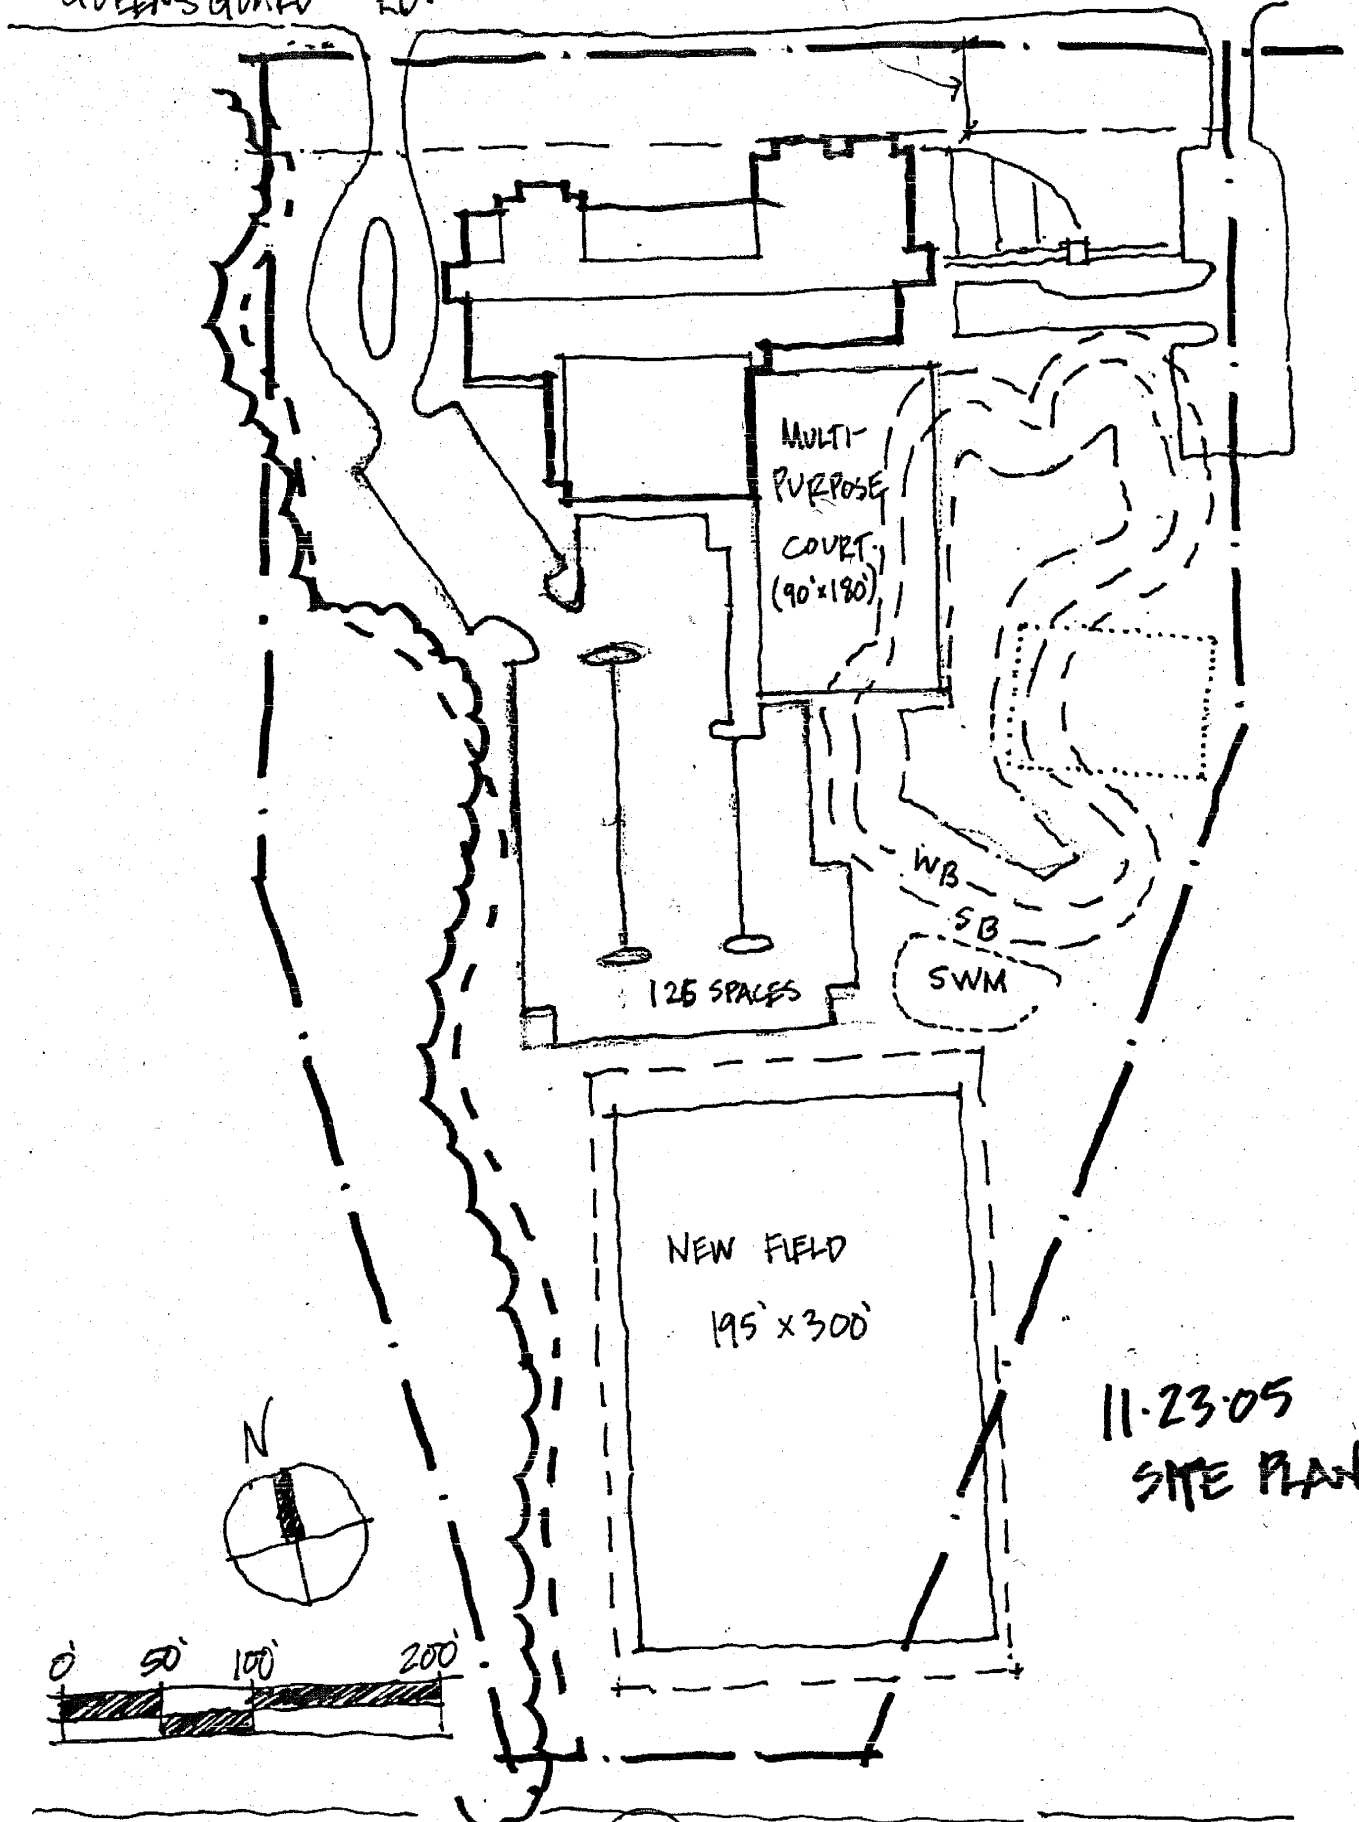 MULTI-
PURPOSE
COURT.
(90'x180')
WB
SB
SWM
125 SPACES
NEW FIELD
195' x 300'
11·23·05
SITE PLAN
N
0' 50' 100' 200'